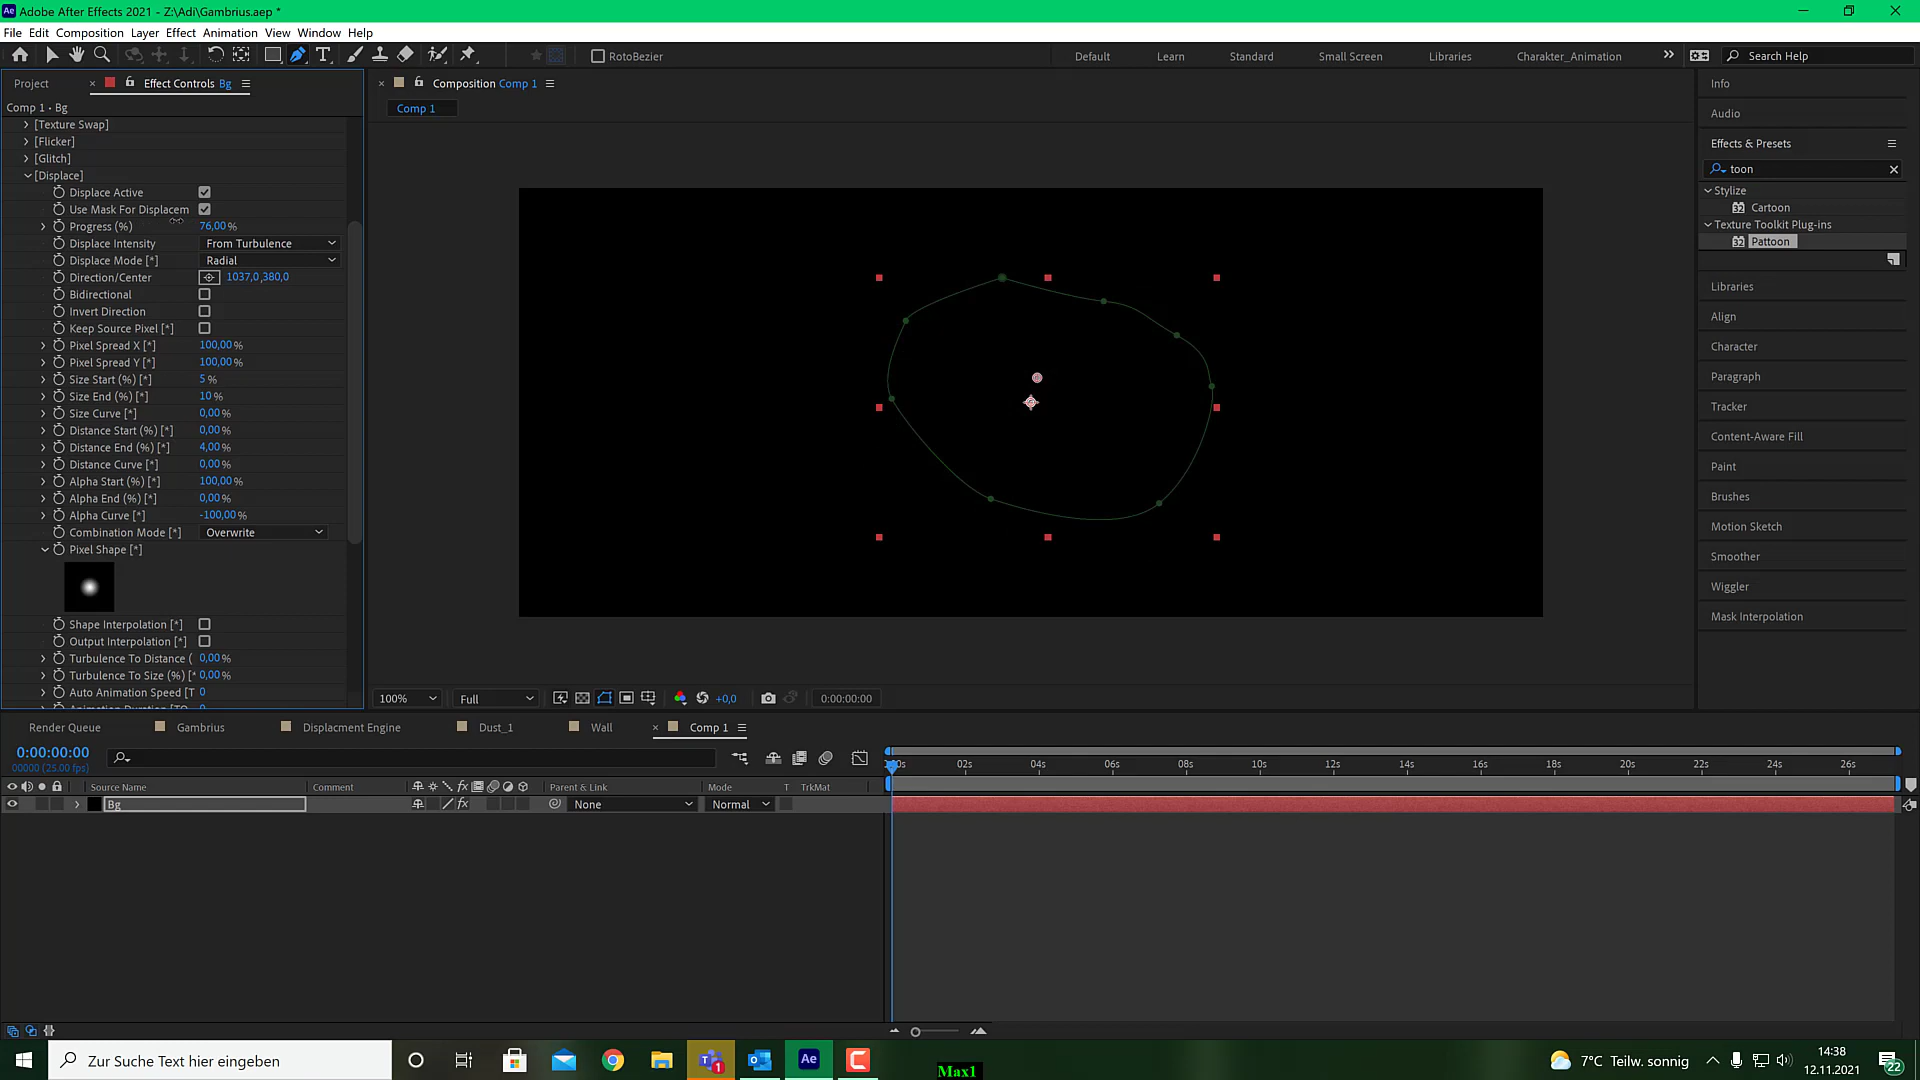 Adobe After Effects 2021 - Z:\Adi\Gambrius.aep *
File Edit Composition Layer Effect Animation View Window Help
RotoBezier
Default Learn Standard Small Screen Libraries Charakter_Animation
Search Help
Project
Effect Controls Bg
Comp 1 • Bg
[Texture Swap]
[Flicker]
[Glitch]
[Displace]
Displace Active
Use Mask For Displacem
Progress (%) 76,00 %
Displace Intensity From Turbulence
Displace Mode [*] Radial
Direction/Center 1037,0,380,0
Bidirectional
Invert Direction
Keep Source Pixel [*]
Pixel Spread X [*] 100,00 %
Pixel Spread Y [*] 100,00 %
Size Start (%) [*] 5 %
Size End (%) [*] 10 %
Size Curve [*] 0,00 %
Distance Start (%) [*] 0,00 %
Distance End (%) [*] 4,00 %
Distance Curve [*] 0,00 %
Alpha Start (%) [*] 100,00 %
Alpha End (%) [*] 0,00 %
Alpha Curve [*] -100,00 %
Combination Mode [*] Overwrite
Pixel Shape [*]
Shape Interpolation [*]
Output Interpolation [*]
Turbulence To Distance ( 0,00 %
Turbulence To Size (%) [* 0,00 %
Auto Animation Speed [T 0
Composition Comp 1
Comp 1
100% Full +0,0 0:00:00:00
Info
Audio
Effects & Presets
toon
Stylize
32 Cartoon
Texture Toolkit Plug-ins
32 Pattoon
Libraries
Align
Character
Paragraph
Tracker
Content-Aware Fill
Paint
Brushes
Motion Sketch
Smoother
Wiggler
Mask Interpolation
Render Queue Gambrius Displacment Engine Dust_1 Wall Comp 1
0:00:00:00
00000 (25.00 fps)
Source Name Comment Parent & Link Mode T TrkMat
Bg None Normal
02s 04s 06s 08s 10s 12s 14s 16s 18s 20s 22s 24s 26s
Zur Suche Text hier eingeben
Max1
7°C Teilw. sonnig
14:38
12.11.2021
22